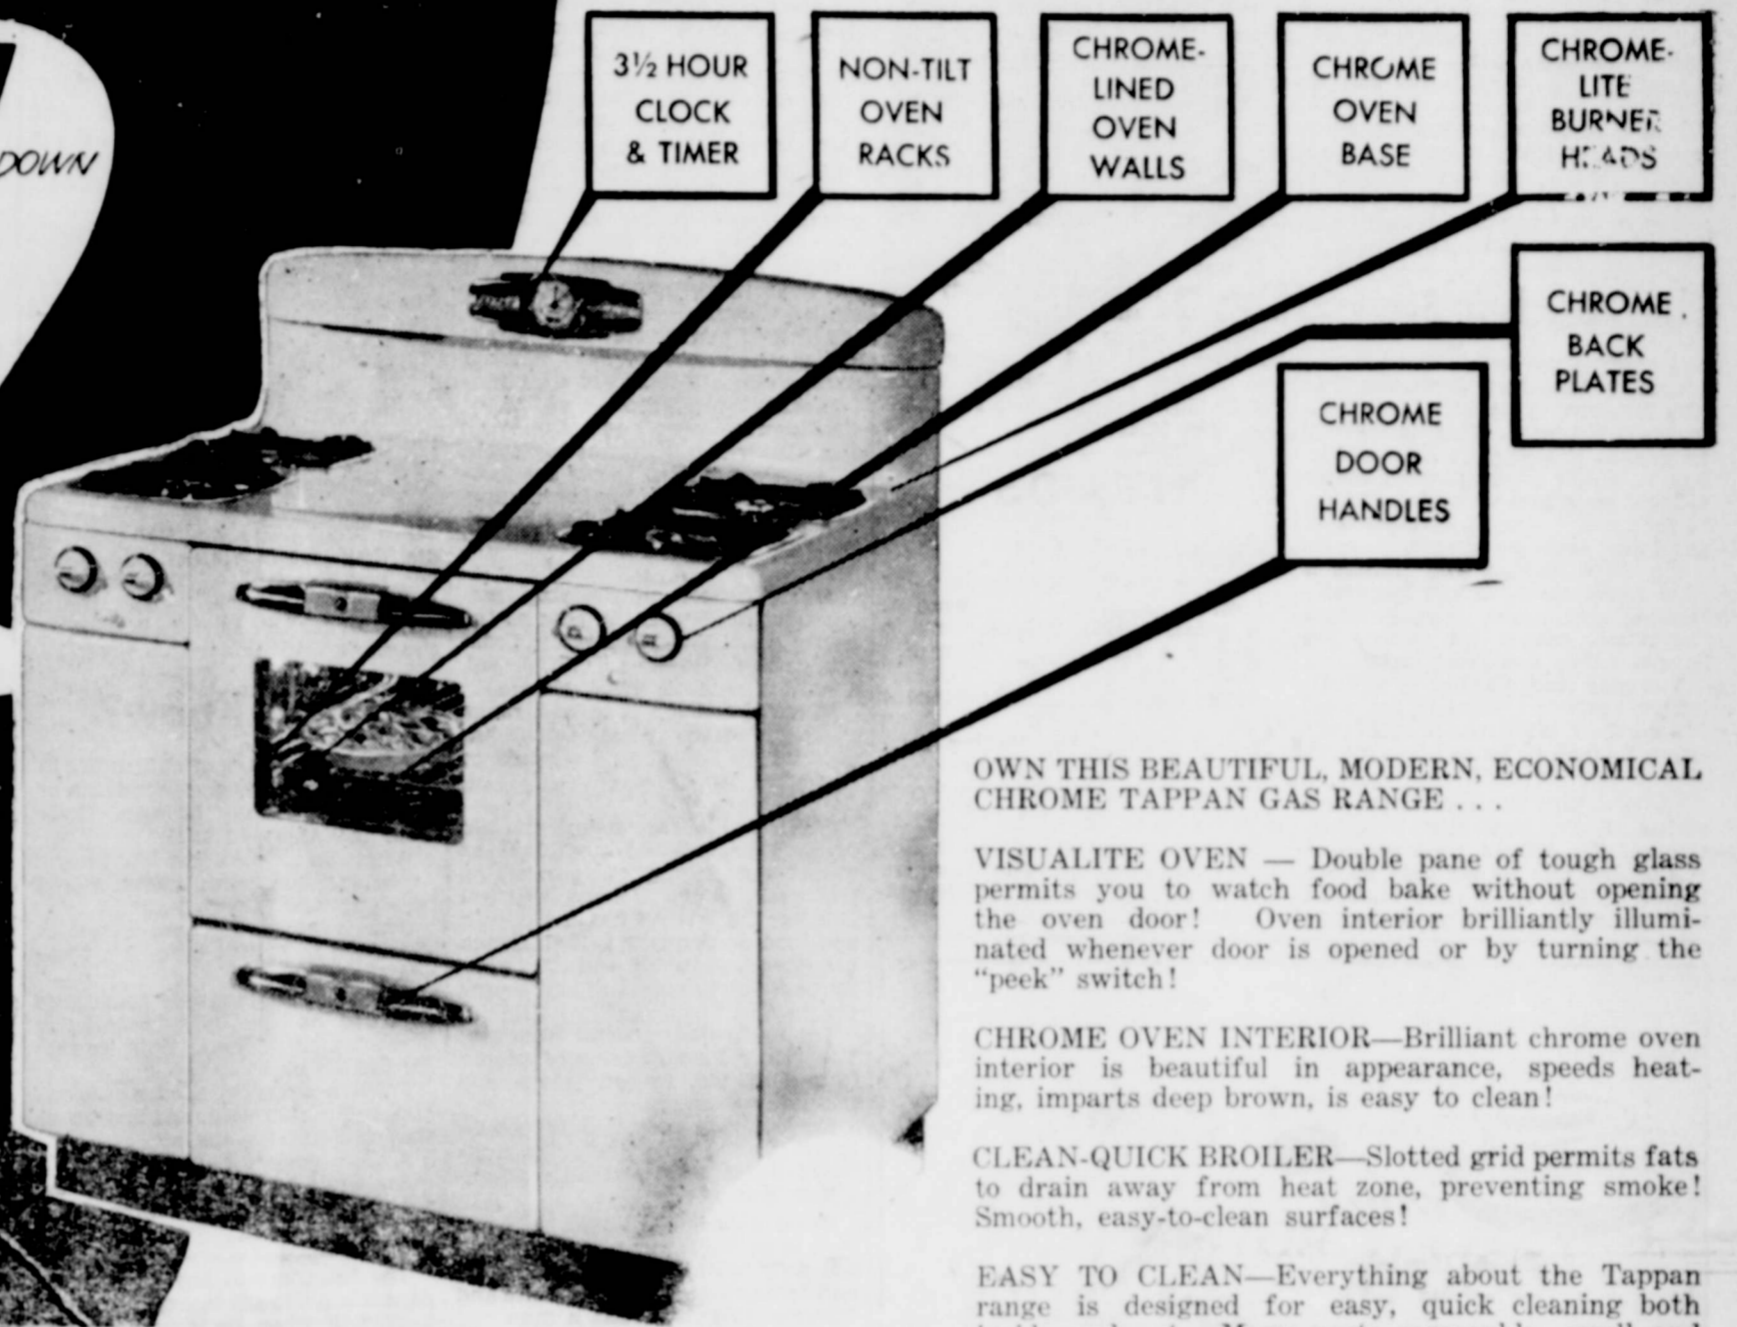 DOWN
3½ HOUR
CLOCK
& TIMER
NON-TILT
OVEN
RACKS
CHROME-
LINED
OVEN
WALLS
CHROME
OVEN
BASE
CHROME-
LITE
BURNER
HEADS
CHROME
BACK
PLATES
CHROME
DOOR
HANDLES
OWN THIS BEAUTIFUL, MODERN, ECONOMICAL
CHROME TAPPAN GAS RANGE . . .
VISUALITE OVEN — Double pane of tough glass
permits you to watch food bake without opening
the oven door! Oven interior brilliantly illumi-
nated whenever door is opened or by turning the
“peek” switch!
CHROME OVEN INTERIOR—Brilliant chrome oven
interior is beautiful in appearance, speeds heat-
ing, imparts deep brown, is easy to clean!
CLEAN-QUICK BROILER—Slotted grid permits fats
to drain away from heat zone, preventing smoke!
Smooth, easy-to-clean surfaces!
EASY TO CLEAN—Everything about the Tappan
range is designed for easy, quick cleaning both